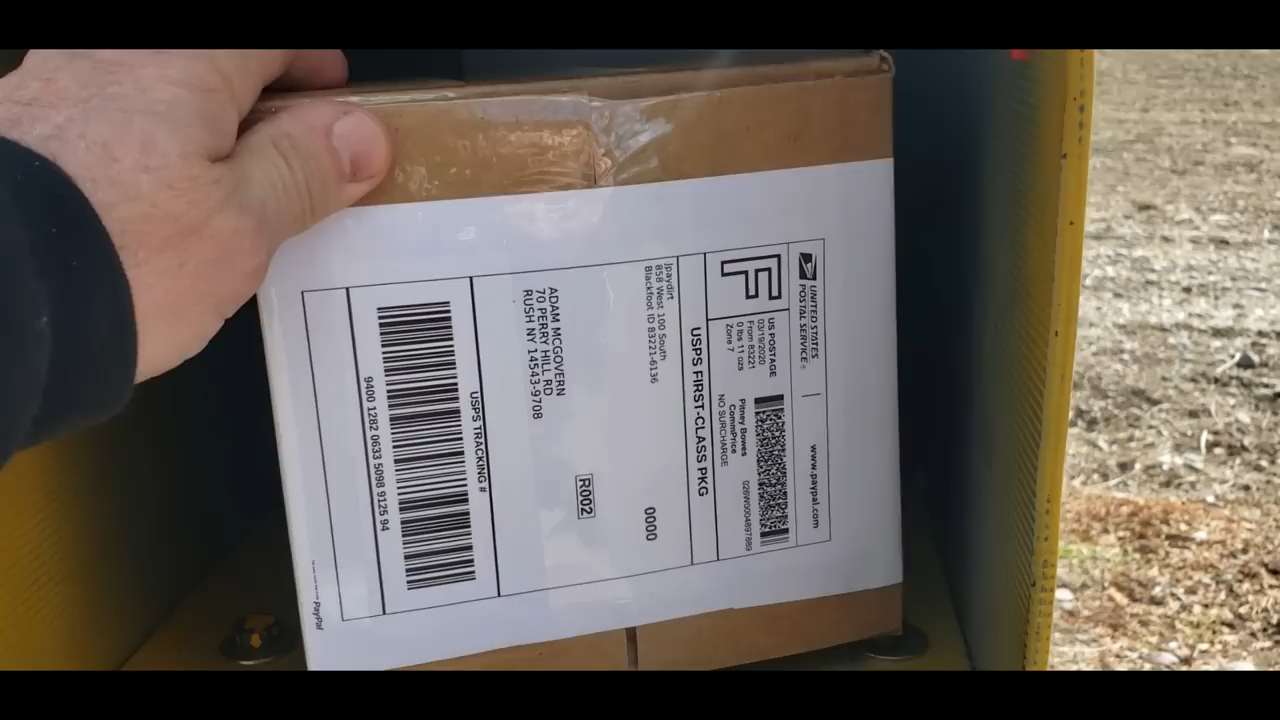 UNITED STATES
POSTAL SERVICE®
www.paypal.com
F
US POSTAGE
03/19/2020
From 83221
0 lbs 11 ozs
Zone 7
Pitney Bowes
CommPrice
NO SURCHARGE
026W0004897889
USPS FIRST-CLASS PKG
Jpaydirt
858 West 100 South
Blackfoot ID 83221-6136
0000
R002
ADAM MCGOVERN
70 PERRY HILL RD
RUSH NY 14543-9708
USPS TRACKING #
9400 1282 0633 5098 9125 94
PayPal